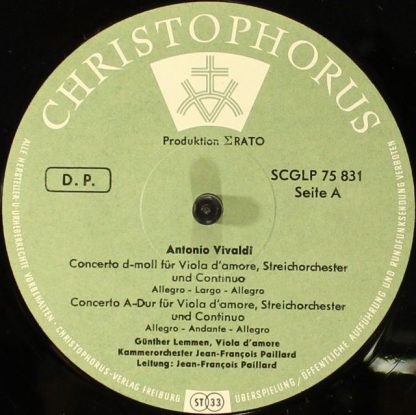 CHRISTOPHORUS
Produktion ΣRATO
D. P.
SCGLP 75 831
Seite A
Antonio Vivaldi
Concerto d-moll für Viola d'amore, Streichorchester
und Continuo
Allegro - Largo - Allegro
Concerto A-Dur für Viola d'amore, Streichorchester
und Continuo
Allegro - Andante - Allegro
Günther Lemmen, Viola d'amore
Kammerorchester Jean-François Paillard
Leitung: Jean-François Paillard
ST 33
ALLE HERSTELLER- U. URHEBERRECHTE VORBEHALTEN · CHRISTOPHORUS-VERLAG FREIBURG
ÜBERSPIELUNG/ÖFFENTLICHE AUFFÜHRUNG UND RUNDFUNKSENDUNG VERBOTEN